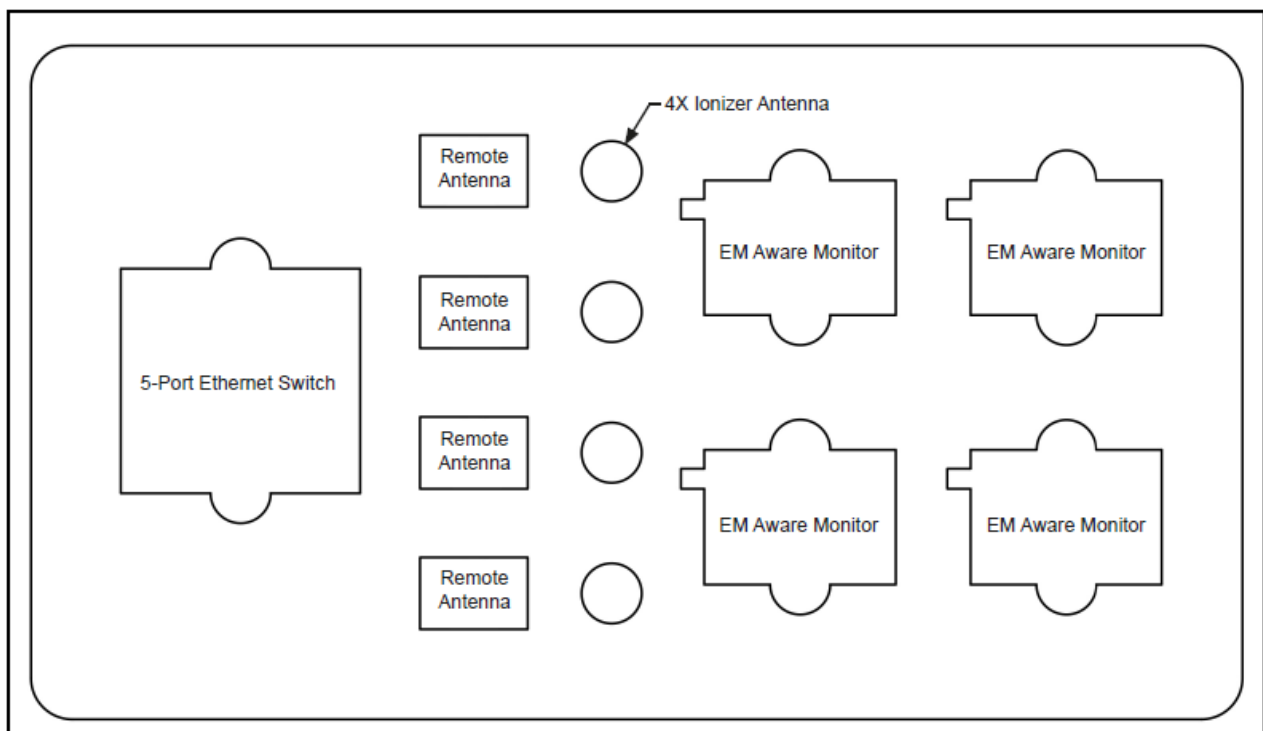 4X Ionizer Antenna
Remote
Antenna
EM Aware Monitor
EM Aware Monitor
Remote
Antenna
5-Port Ethernet Switch
Remote
Antenna
EM Aware Monitor
EM Aware Monitor
Remote
Antenna